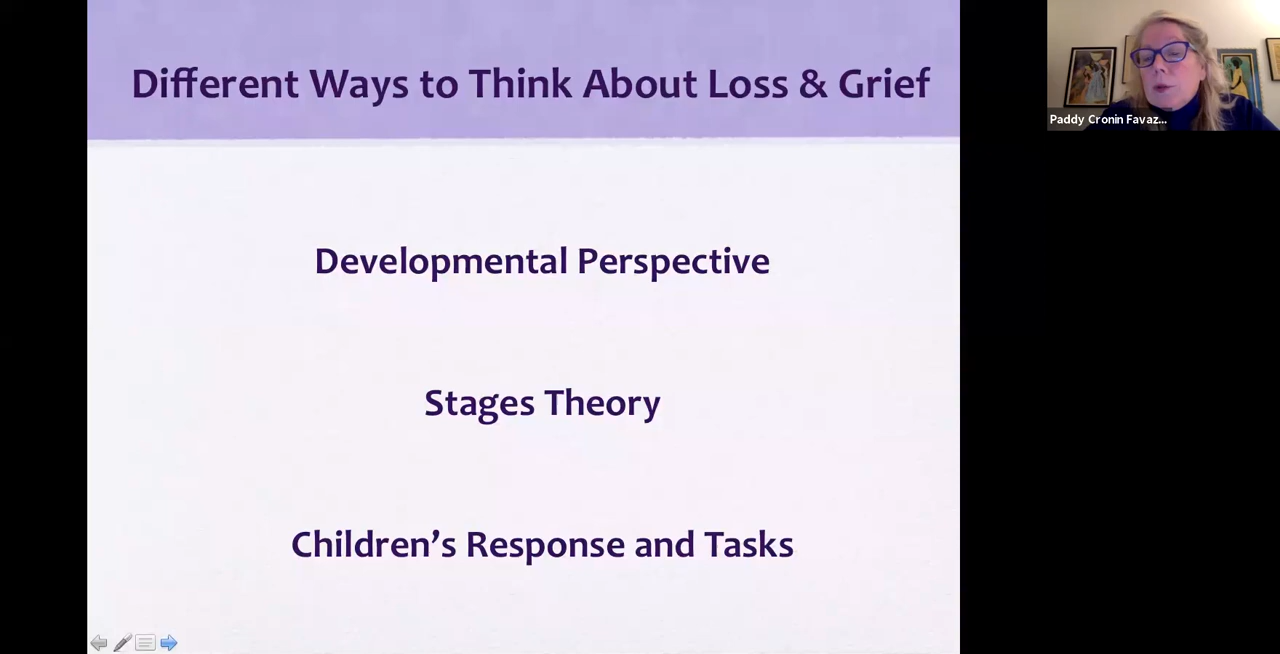 Different Ways to Think About Loss & Grief
Paddy Cronin Favaz...
Developmental Perspective
Stages Theory
Children’s Response and Tasks